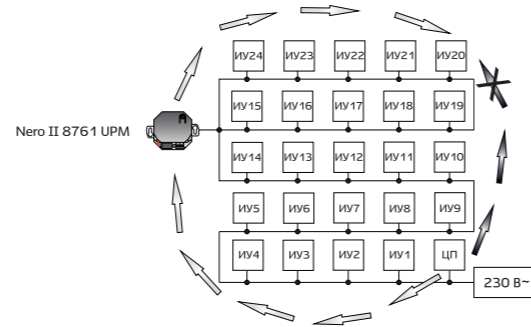 ИУ24 ИУ23 ИУ22 ИУ21 ИУ20
ИУ15 ИУ16 ИУ17 ИУ18 ИУ19
Nero II 8761 UPM
ИУ14 ИУ13 ИУ12 ИУ11 ИУ10
ИУ5 ИУ6 ИУ7 ИУ8 ИУ9
ИУ4 ИУ3 ИУ2 ИУ1 ЦП
230 В~